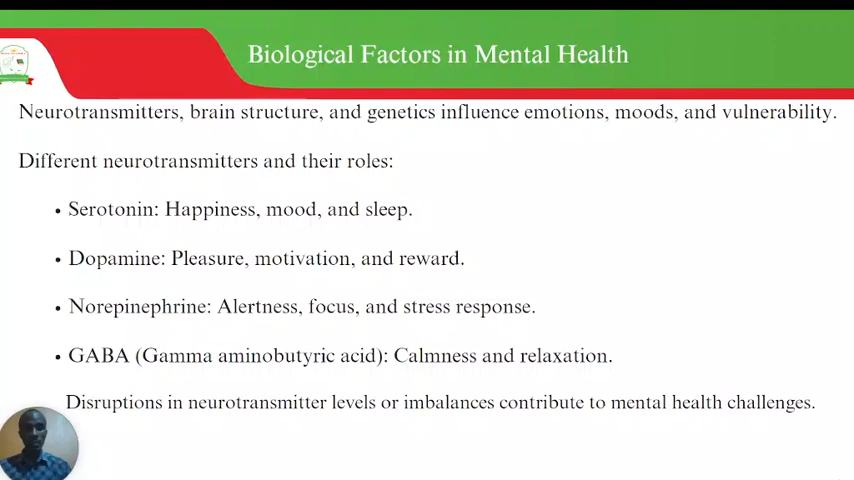 Biological Factors in Mental Health
Neurotransmitters, brain structure, and genetics influence emotions, moods, and vulnerability.
Different neurotransmitters and their roles:
• Serotonin: Happiness, mood, and sleep.
• Dopamine: Pleasure, motivation, and reward.
• Norepinephrine: Alertness, focus, and stress response.
• GABA (Gamma aminobutyric acid): Calmness and relaxation.
Disruptions in neurotransmitter levels or imbalances contribute to mental health challenges.